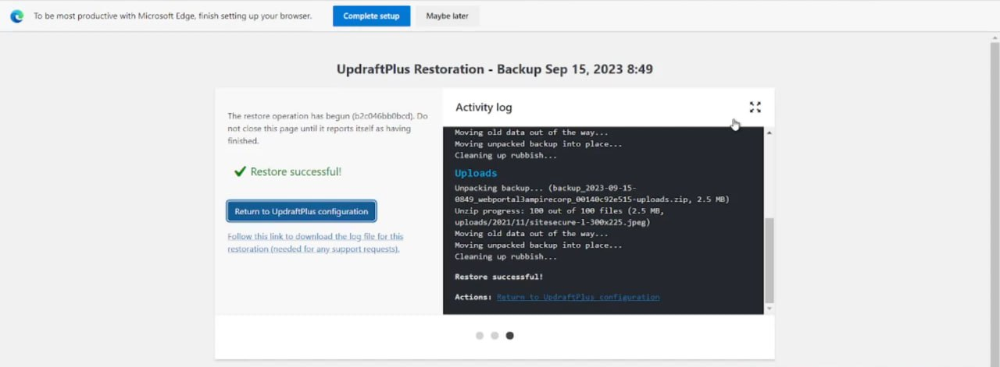 To be most productive with Microsoft Edge, finish setting up your browser.
Complete setup
Maybe later
UpdraftPlus Restoration - Backup Sep 15, 2023 8:49
The restore operation has begun (b2c046bb0bcd). Do
not close this page until it reports itself as having
finished.
Restore successful!
Return to UpdraftPlus configuration
Follow this link to download the log file for this
restoration (needed for any support requests).
Activity log
Moving old data out of the way...
Moving unpacked backup into place...
Cleaning up rubbish...
Uploads
Unpacking backup... (backup_2023-09-15-
0849_webportal3ampirecorp_00140c92e515-uploads.zip, 2.5 MB)
Unzip progress: 100 out of 100 files (2.5 MB,
uploads/2021/11/sitesecure-l-300x225.jpeg)
Moving old data out of the way...
Moving unpacked backup into place...
Cleaning up rubbish...
Restore successful!
Actions: Return to UpdraftPlus configuration